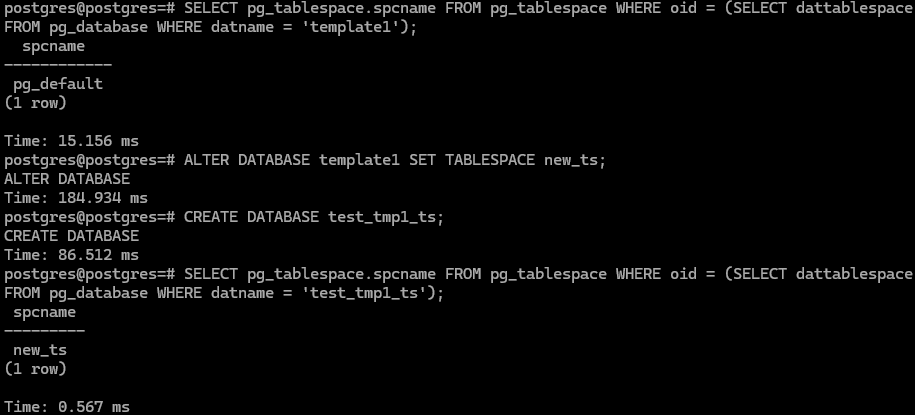 postgres@postgres=# SELECT pg_tablespace.spcname FROM pg_tablespace WHERE oid = (SELECT dattablespace
FROM pg_database WHERE datname = 'template1');
  spcname
------------
 pg_default
(1 row)

Time: 15.156 ms
postgres@postgres=# ALTER DATABASE template1 SET TABLESPACE new_ts;
ALTER DATABASE
Time: 184.934 ms
postgres@postgres=# CREATE DATABASE test_tmp1_ts;
CREATE DATABASE
Time: 86.512 ms
postgres@postgres=# SELECT pg_tablespace.spcname FROM pg_tablespace WHERE oid = (SELECT dattablespace
FROM pg_database WHERE datname = 'test_tmp1_ts');
 spcname
---------
 new_ts
(1 row)

Time: 0.567 ms